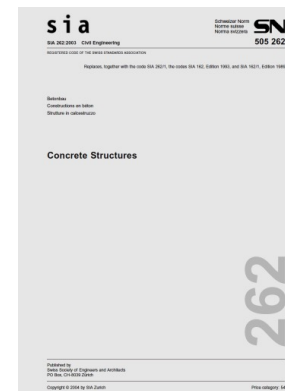 sia
Schweizer Norm
Norme suisse
Norma svizzera
SN
SIA 262:2003 Civil Engineering
505 262
REGISTERED CODE OF THE SWISS STANDARDS ASSOCIATION
Replaces, together with the code SIA 262/1, the codes SIA 162, Edition 1993, and SIA 162/1, Edition 1989
Betonbau
Constructions en béton
Strutture in calcestruzzo
Concrete Structures
262
Published by
Swiss Society of Engineers and Architects
PO Box, CH-8039 Zürich
Copyright © 2004 by SIA Zurich
Price category: 54